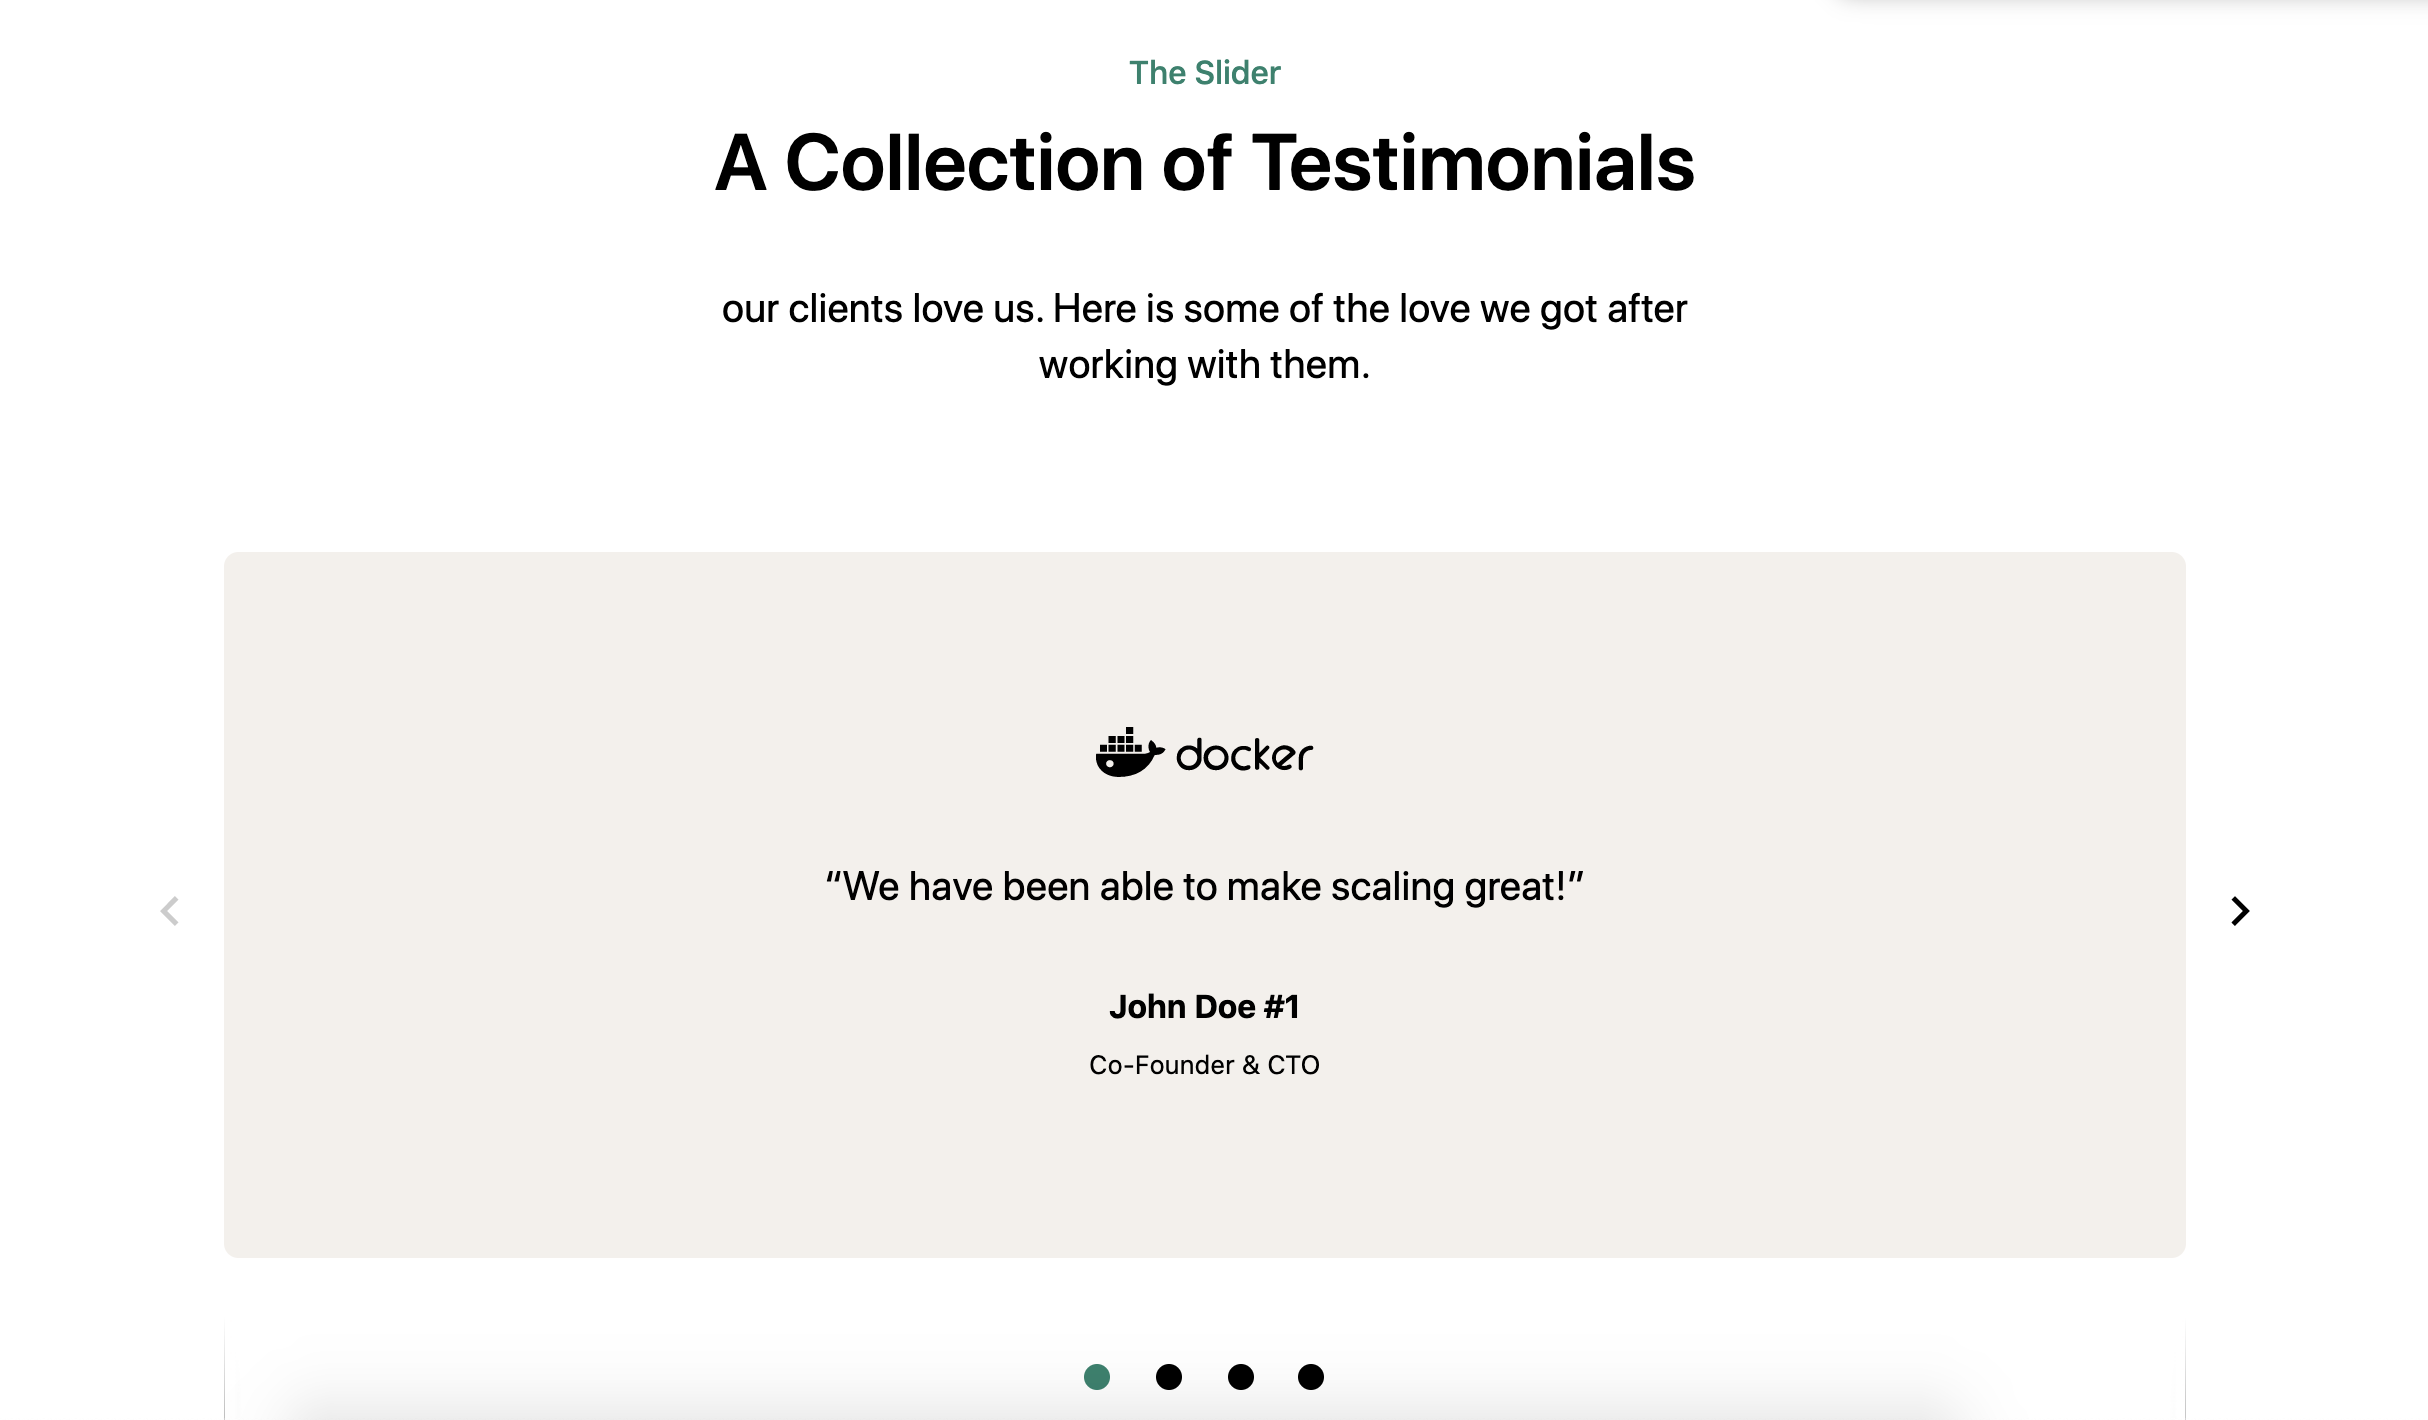 The Slider
A Collection of Testimonials
our clients love us. Here is some of the love we got after
working with them.
docker
“We have been able to make scaling great!”
John Doe #1
Co-Founder & CTO